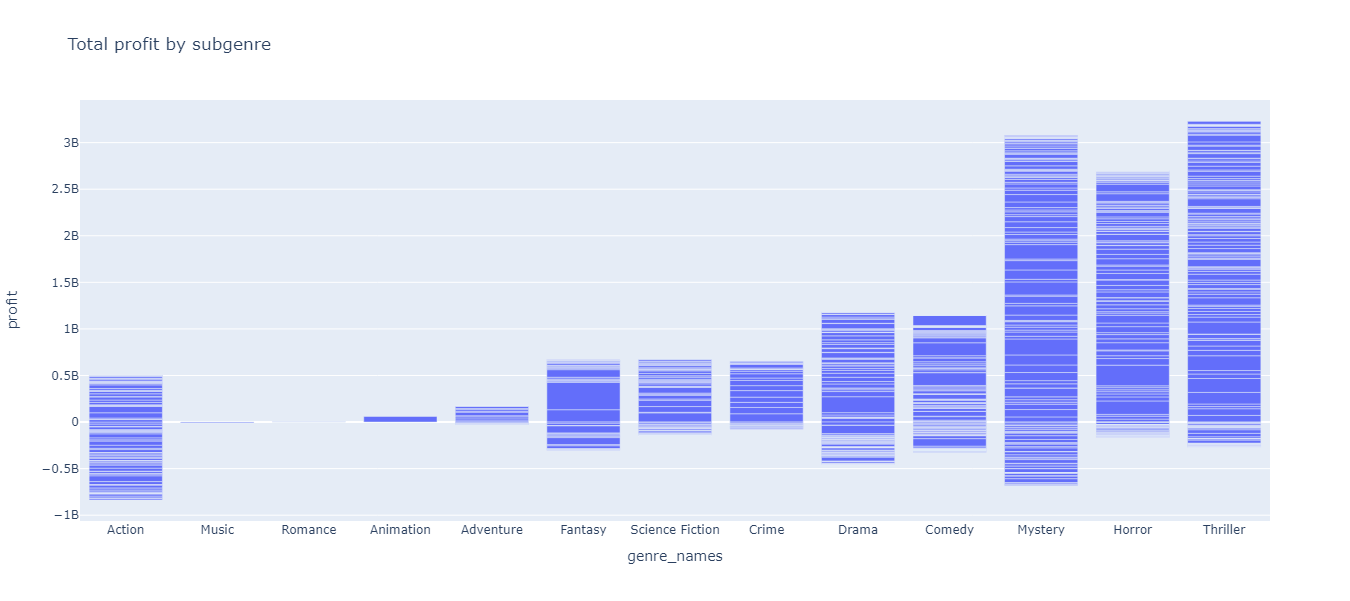 Total profit by subgenre
profit
3B
2.5B
2B
1.5B
1B
0.5B
0
−0.5B
−1B
Action Music Romance Animation Adventure Fantasy Science Fiction Crime Drama Comedy Mystery Horror Thriller
genre_names